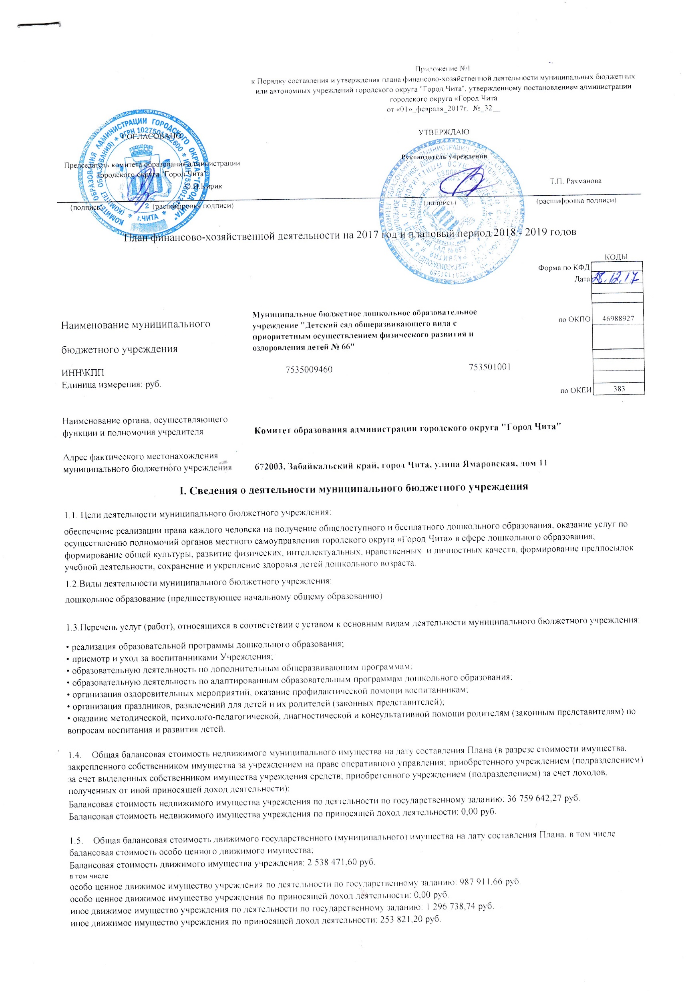 Приложение №1
к Порядку составления и утверждения плана финансово-хозяйственной деятельности муниципальных бюджетных
или автономных учреждений городского округа "Город Чита", утвержденному постановлением администрации
городского округа «Город Чита
от «01»_февраля_2017г. №_32__
СОГЛАСОВАНО
УТВЕРЖДАЮ
Председатель комитета образования администрации
городского округа "Город Чита"
О.И.Кирик
Руководитель учреждения
Т.П. Рахманова
(подпись) (расшифровка подписи)
(подпись) (расшифровка подписи)
План финансово-хозяйственной деятельности на 2017 год и плановый период 2018 - 2019 годов
КОДЫ
Форма по КФД
Дата 28.12.17
Наименование муниципального
бюджетного учреждения
Муниципальное бюджетное дошкольное образовательное
учреждение "Детский сад общеразвивающего вида с
приоритетным осуществлением физического развития и
оздоровления детей № 66"
по ОКПО 46988927
ИНН\КПП 7535009460 753501001
Единица измерения: руб.
по ОКЕИ 383
Наименование органа, осуществляющего
функции и полномочия учредителя
Комитет образования администрации городского округа "Город Чита"
Адрес фактического местонахождения
муниципального бюджетного учреждения
672003, Забайкальский край, город Чита, улица Ямаровская, дом 11
I. Сведения о деятельности муниципального бюджетного учреждения
1.1. Цели деятельности муниципального бюджетного учреждения:
обеспечение реализации права каждого человека на получение общедоступного и бесплатного дошкольного образования, оказание услуг по
осуществлению полномочий органов местного самоуправления городского округа «Город Чита» в сфере дошкольного образования;
формирование общей культуры, развитие физических, интеллектуальных, нравственных и личностных качеств, формирование предпосылок
учебной деятельности, сохранение и укрепление здоровья детей дошкольного возраста.
1.2.Виды деятельности муниципального бюджетного учреждения:
дошкольное образование (предшествующее начальному общему образованию)
1.3.Перечень услуг (работ), относящихся в соответствии с уставом к основным видам деятельности муниципального бюджетного учреждения:
• реализация образовательной программы дошкольного образования;
• присмотр и уход за воспитанниками Учреждения;
• образовательную деятельность по дополнительным общеразвивающим программам;
• образовательную деятельность по адаптированным образовательным программам дошкольного образования;
• организация оздоровительных мероприятий, оказание профилактической помощи воспитанникам;
• организация праздников, развлечений для детей и их родителей (законных представителей);
• оказание методической, психолого-педагогической, диагностической и консультативной помощи родителям (законным представителям) по
вопросам воспитания и развития детей.
1.4. Общая балансовая стоимость недвижимого муниципального имущества на дату составления Плана (в разрезе стоимости имущества,
закрепленного собственником имущества за учреждением на праве оперативного управления; приобретенного учреждением (подразделением)
за счет выделенных собственником имущества учреждения средств; приобретенного учреждением (подразделением) за счет доходов,
полученных от иной приносящей доход деятельности):
Балансовая стоимость недвижимого имущества учреждения по деятельности по государственному заданию: 36 759 642,27 руб.
Балансовая стоимость недвижимого имущества учреждения по приносящей доход деятельности: 0,00 руб.
1.5. Общая балансовая стоимость движимого государственного (муниципального) имущества на дату составления Плана, в том числе
балансовая стоимость особо ценного движимого имущества;
Балансовая стоимость движимого имущества учреждения: 2 538 471,60 руб.
в том числе:
особо ценное движимое имущество учреждения по деятельности по государственному заданию: 987 911,66 руб.
особо ценное движимое имущество учреждения по приносящей доход деятельности: 0,00 руб.
иное движимое имущество учреждения по деятельности по государственному заданию: 1 296 738,74 руб.
иное движимое имущество учреждения по приносящей доход деятельности: 253 821,20 руб.